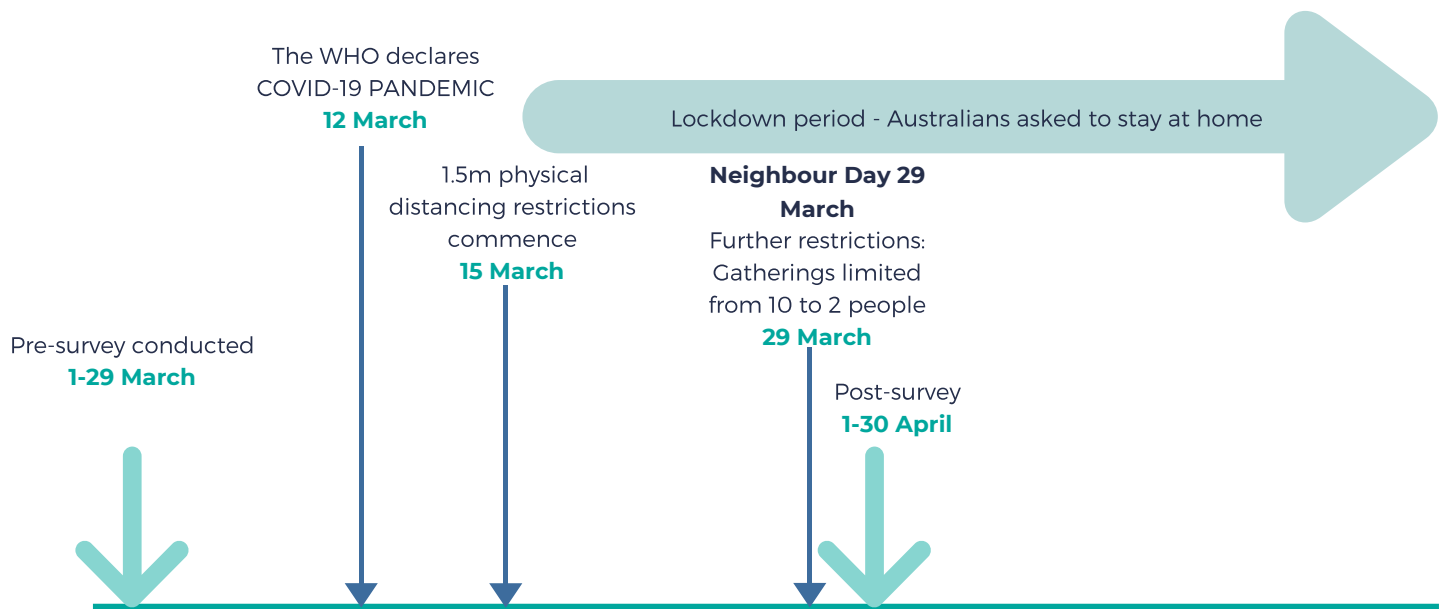 The WHO declares
COVID-19 PANDEMIC
12 March
Lockdown period - Australians asked to stay at home
1.5m physical
distancing restrictions
commence
15 March
Neighbour Day 29
March
Further restrictions:
Gatherings limited
from 10 to 2 people
29 March
Pre-survey conducted
1-29 March
Post-survey
1-30 April